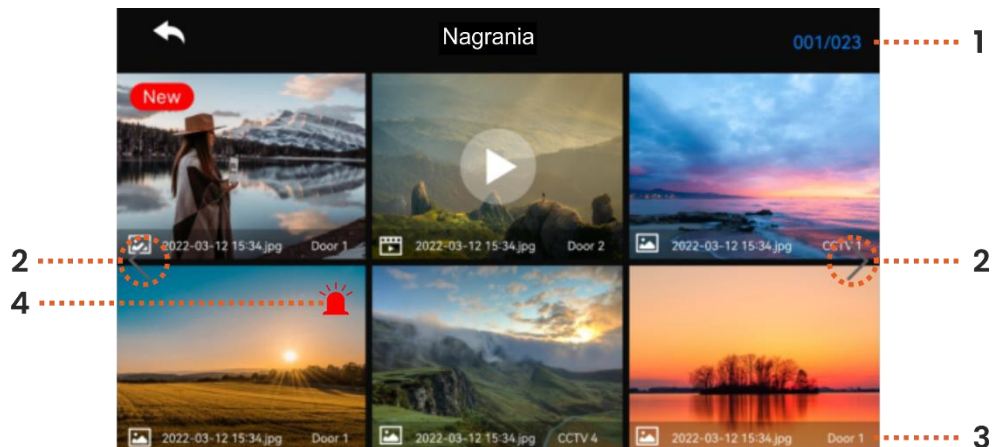 Nagrania
001/023
1
New
2022-03-12 15:34.jpg Door 1
2022-03-12 15:34.jpg Door 2
2022-03-12 15:34.jpg CCTV 1
2
2
4
2022-03-12 15:34.jpg Door 1
2022-03-12 15:34.jpg CCTV 4
2022-03-12 15:34.jpg Door 1
3